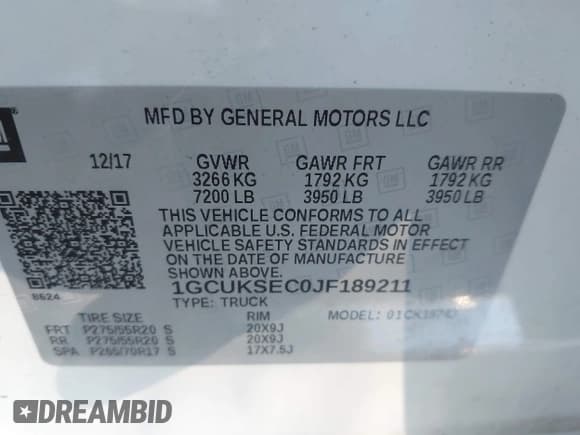 GM
MFD BY GENERAL MOTORS LLC
12/17 GVWR GAWR FRT GAWR RR
3266 KG 1792 KG 1792 KG
7200 LB 3950 LB 3950 LB
THIS VEHICLE CONFORMS TO ALL
APPLICABLE U.S. FEDERAL MOTOR
VEHICLE SAFETY STANDARDS IN EFFECT
ON THE DATE OF MANUFACTURE
SHOWN ABOVE.
8624 1GCUKSEC0JF189211
TYPE: TRUCK
TIRE SIZE RIM MODEL:
FRT P275/55R20 S 20X9J
RR P275/55R20 S 20X9J
SPA P265/70R17 S 17X7.5J
DREAMBID